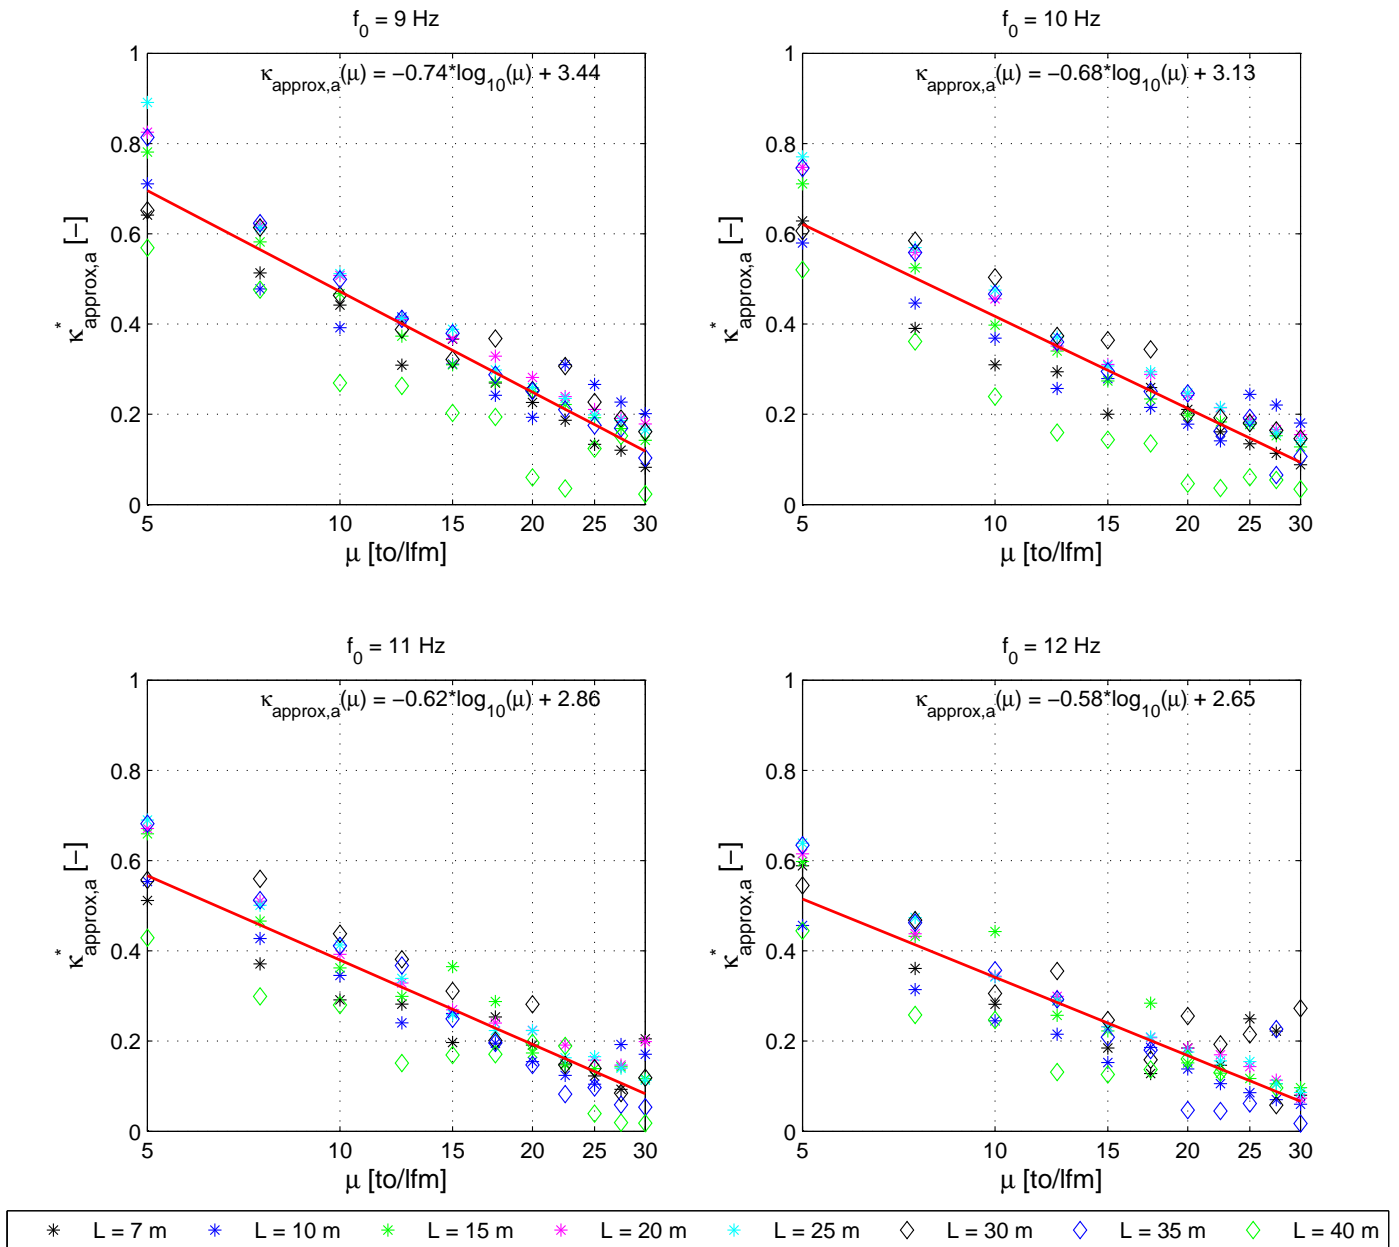 f0 = 9 Hz
κapprox,a(μ) = −0.74*log10(μ) + 3.44
1
0.8
0.6
0.4
0.2
0
κ*approx,a [−]
5 10 15 20 25 30
μ [to/lfm]
f0 = 10 Hz
κapprox,a(μ) = −0.68*log10(μ) + 3.13
1
0.8
0.6
0.4
0.2
0
κ*approx,a [−]
5 10 15 20 25 30
μ [to/lfm]
f0 = 11 Hz
κapprox,a(μ) = −0.62*log10(μ) + 2.86
1
0.8
0.6
0.4
0.2
0
κ*approx,a [−]
5 10 15 20 25 30
μ [to/lfm]
f0 = 12 Hz
κapprox,a(μ) = −0.58*log10(μ) + 2.65
1
0.8
0.6
0.4
0.2
0
κ*approx,a [−]
5 10 15 20 25 30
μ [to/lfm]
L = 7 m L = 10 m L = 15 m L = 20 m L = 25 m L = 30 m L = 35 m L = 40 m